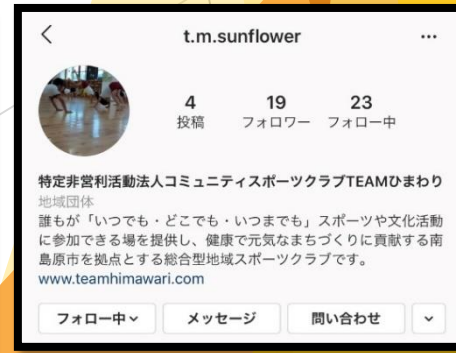 t.m.sunflower
4 19 23
投稿 フォロワー フォロー中
特定非営利活動法人コミュニティスポーツクラブTEAMひまわり
地域団体
誰もが「いつでも・どこでも・いつまでも」スポーツや文化活動
に参加できる場を提供し、健康で元気なまちづくりに貢献する南
島原市を拠点とする総合型地域スポーツクラブです。
www.teamhimawari.com
フォロー中 メッセージ 問い合わせ